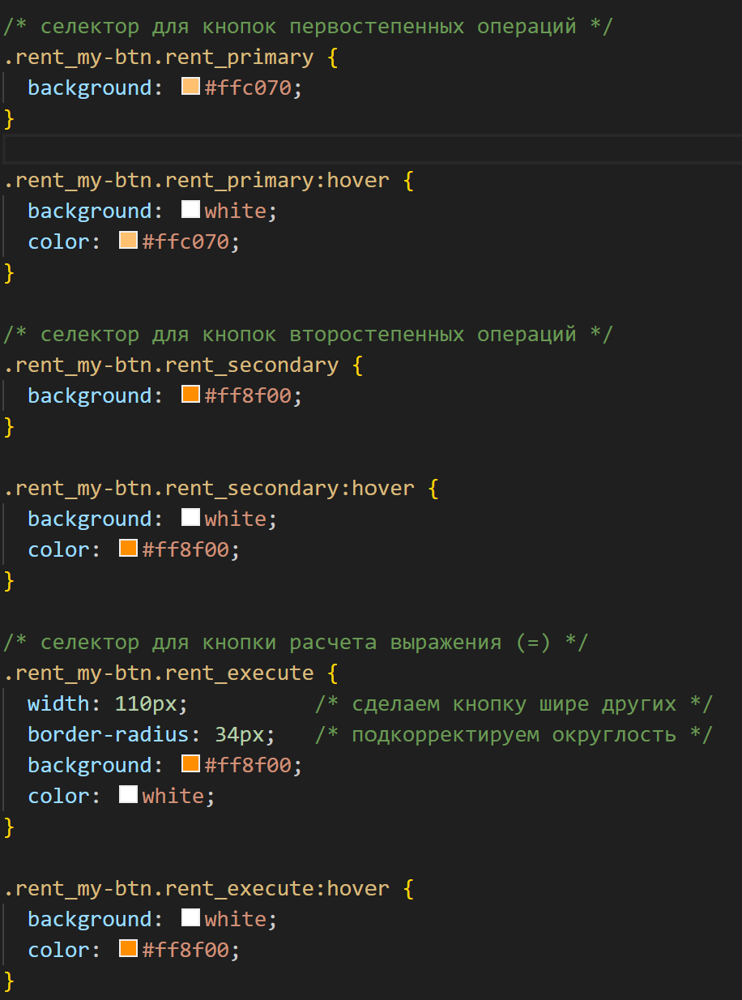 /* селектор для кнопок первостепенных операций */
.rent_my-btn.rent_primary {
  background: #ffc070;
}

.rent_my-btn.rent_primary:hover {
  background: white;
  color: #ffc070;
}

/* селектор для кнопок второстепенных операций */
.rent_my-btn.rent_secondary {
  background: #ff8f00;
}

.rent_my-btn.rent_secondary:hover {
  background: white;
  color: #ff8f00;
}

/* селектор для кнопки расчета выражения (=) */
.rent_my-btn.rent_execute {
  width: 110px;          /* сделаем кнопку шире других */
  border-radius: 34px;   /* подкорректируем округлость */
  background: #ff8f00;
  color: white;
}

.rent_my-btn.rent_execute:hover {
  background: white;
  color: #ff8f00;
}